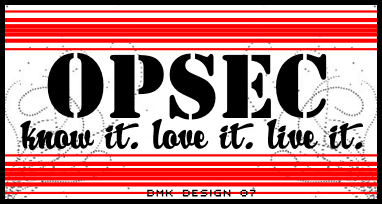 OPSEC
know it. love it. live it.
DMK DESIGN 07